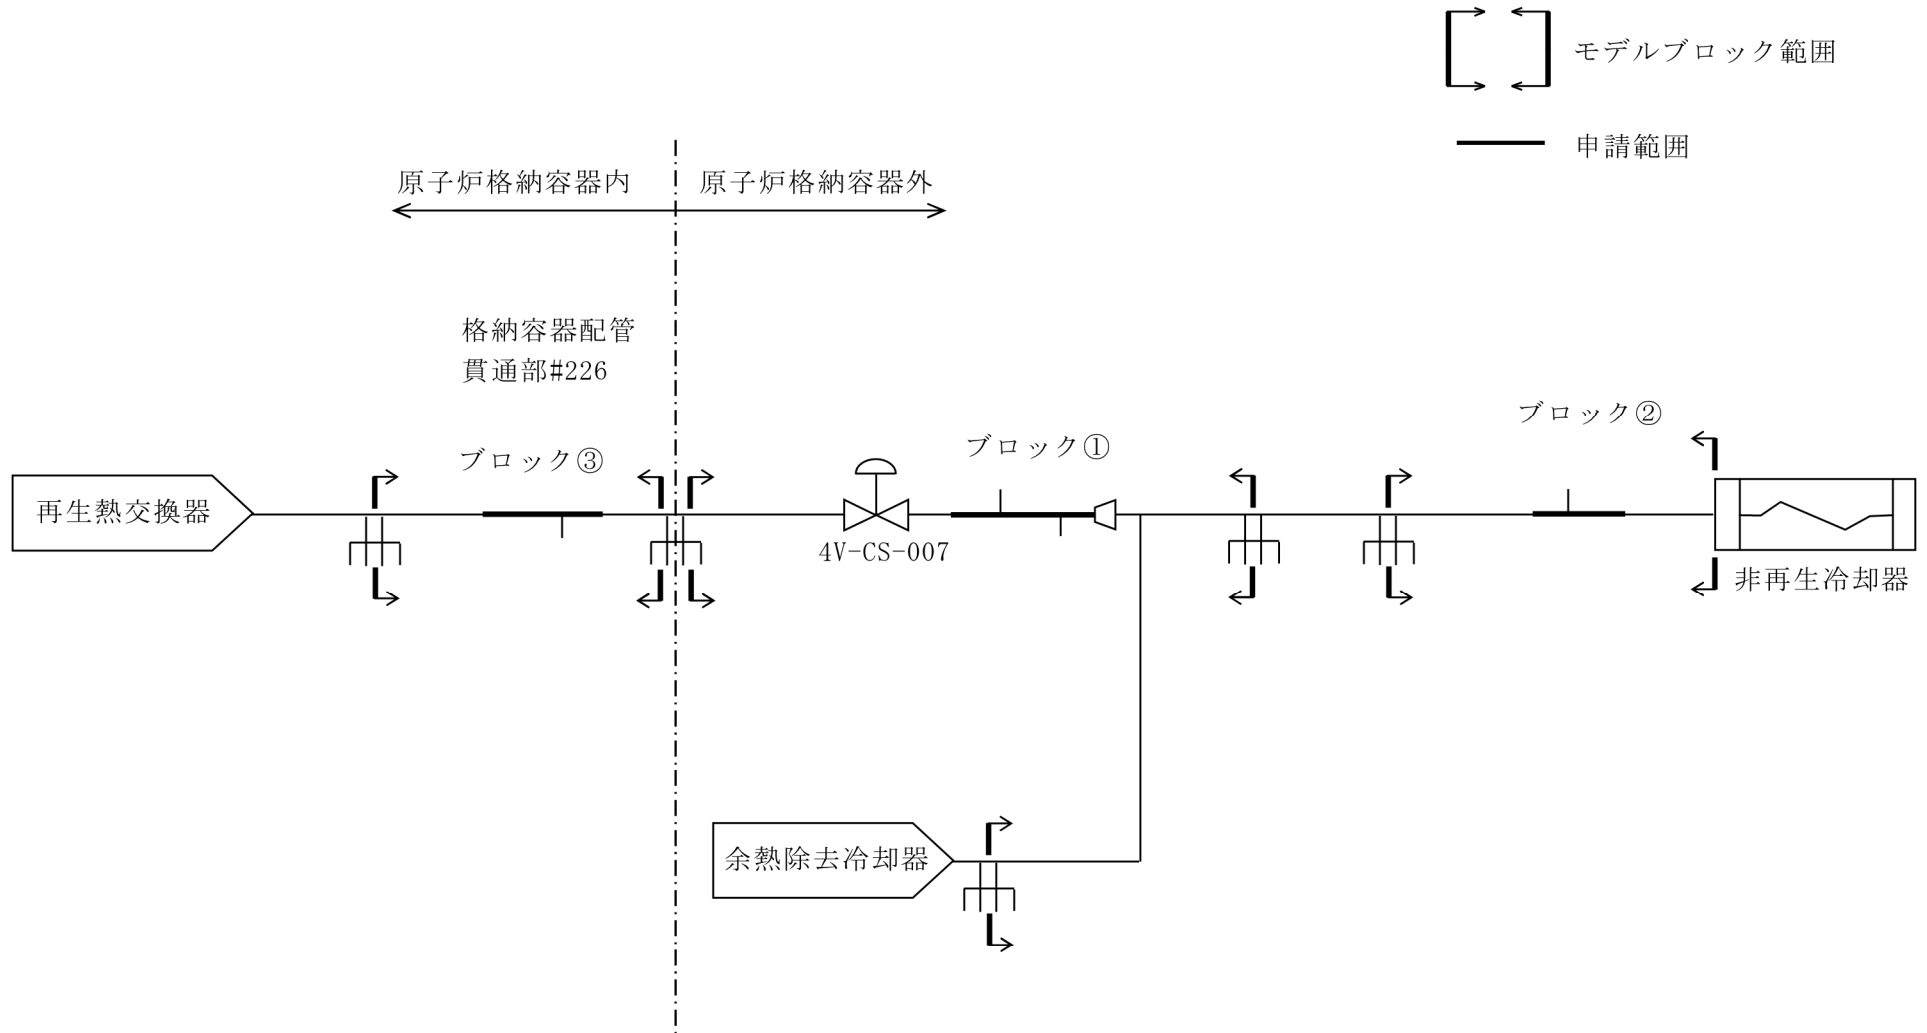 モデルブロック範囲
申請範囲
原子炉格納容器内
原子炉格納容器外
格納容器配管
貫通部#226
ブロック③
ブロック①
ブロック②
再生熱交換器
4V-CS-007
非再生冷却器
余熱除去冷却器